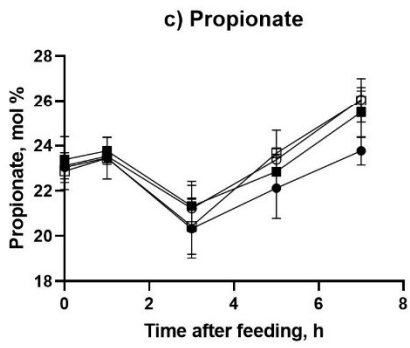 c) Propionate
28
26
24
22
20
18
Propionate, mol %
0 2 4 6 8
Time after feeding, h